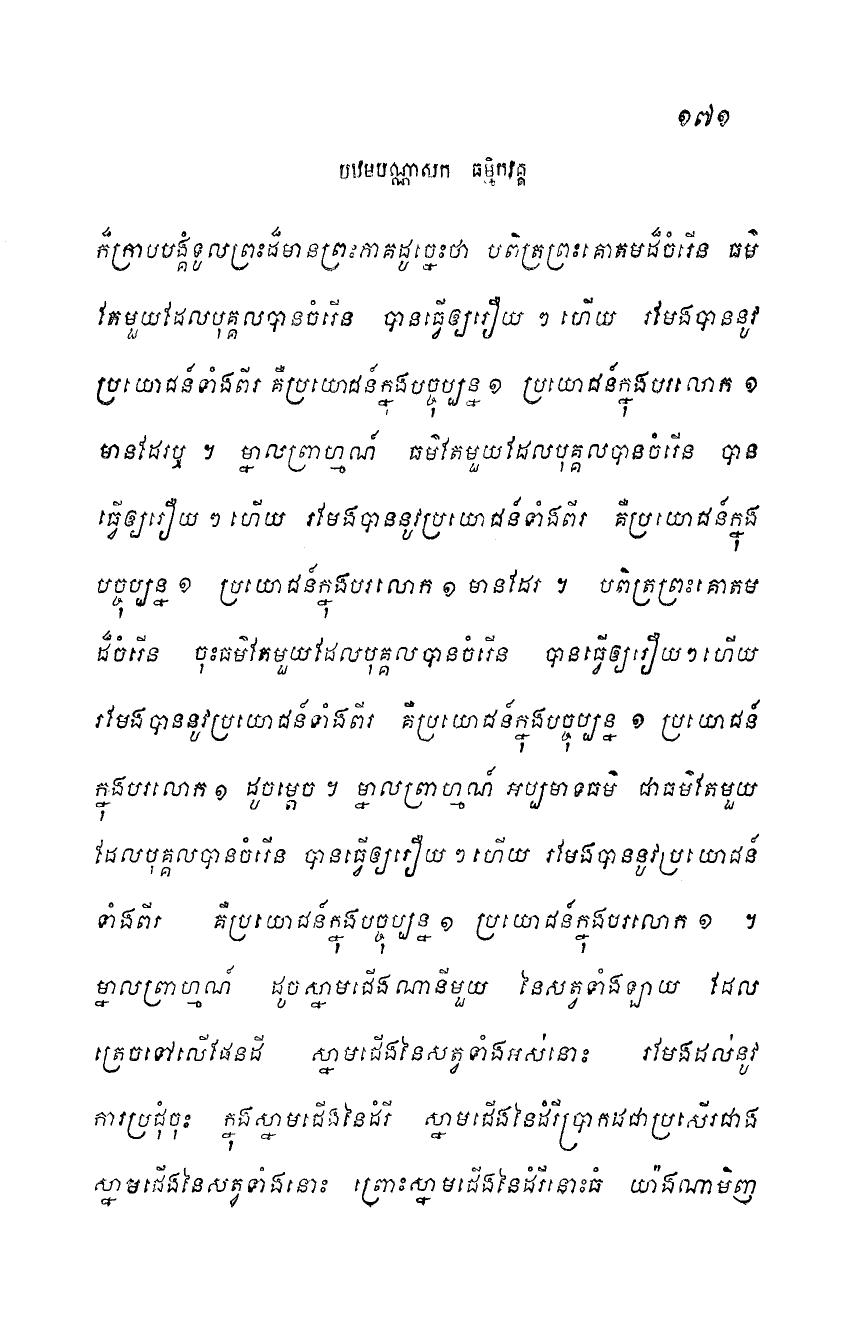 ១៧១
បឋមបណ្ណាសក ធម្មិកវគ្គ
ក៏ក្រាបបង្គំទូលព្រះដ៏មានព្រះភាគដូច្នេះថា បពិត្រព្រះគោតមដ៏ចំរើន ធម៌
តែមួយដែលបុគ្គលបានចំរើន បានធ្វើឲ្យរឿយ ៗ ហើយ រមែងបាននូវ
ប្រយោជន៍ទាំងពីរ គឺប្រយោជន៍ក្នុងបច្ចុប្បន្ន ១ ប្រយោជន៍ក្នុងបរលោក ១
មានដែរឬ ។ ម្នាលព្រាហ្មណ៍ ធម៌តែមួយដែលបុគ្គលបានចំរើន បាន
ធ្វើឲ្យរឿយ ៗ ហើយ រមែងបាននូវប្រយោជន៍ទាំងពីរ គឺប្រយោជន៍ក្នុង
បច្ចុប្បន្ន ១ ប្រយោជន៍ក្នុងបរលោក ១ មានដែរ ។ បពិត្រព្រះគោតម
ដ៏ចំរើន ចុះធម៌តែមួយដែលបុគ្គលបានចំរើន បានធ្វើឲ្យរឿយៗហើយ
រមែងបាននូវប្រយោជន៍ទាំងពីរ គឺប្រយោជន៍ក្នុងបច្ចុប្បន្ន ១ ប្រយោជន៍
ក្នុងបរលោក ១ ដូចម្ដេច ។ ម្នាលព្រាហ្មណ៍ អប្បមាទធម៌ ជាធម៌តែមួយ
ដែលបុគ្គលបានចំរើន បានធ្វើឲ្យរឿយ ៗ ហើយ រមែងបាននូវប្រយោជន៍
ទាំងពីរ គឺប្រយោជន៍ក្នុងបច្ចុប្បន្ន ១ ប្រយោជន៍ក្នុងបរលោក ១ ។
ម្នាលព្រាហ្មណ៍ ដូចស្នាមជើងណានីមួយ នៃសត្វទាំងឡាយ ដែល
ត្រេចទៅលើផែនដី ស្នាមជើងនៃសត្វទាំងអស់នោះ រមែងដល់នូវ
ការប្រជុំចុះ ក្នុងស្នាមជើងនៃដំរី ស្នាមជើងនៃដំរីប្រាកដជាប្រសើរជាង
ស្នាមជើងនៃសត្វទាំងនោះ ព្រោះស្នាមជើងនៃដំរីនោះធំ យ៉ាងណាមិញ